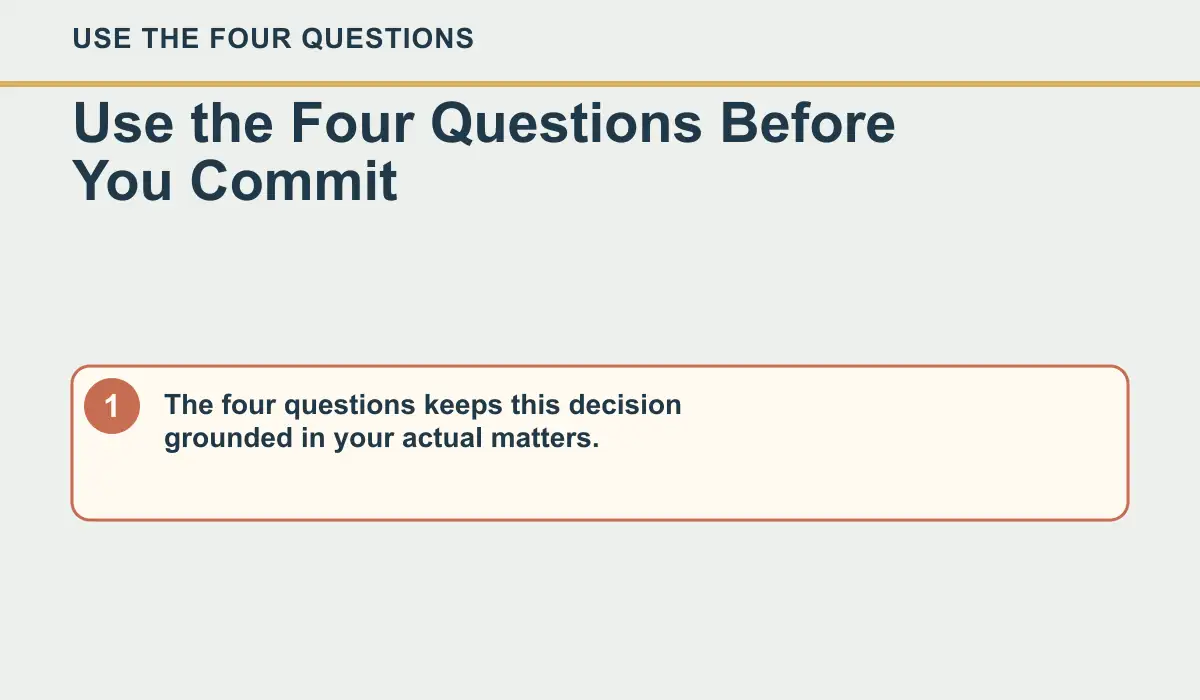 USE THE FOUR QUESTIONS
Use the Four Questions Before
You Commit
1
The four questions keeps this decision
grounded in your actual matters.